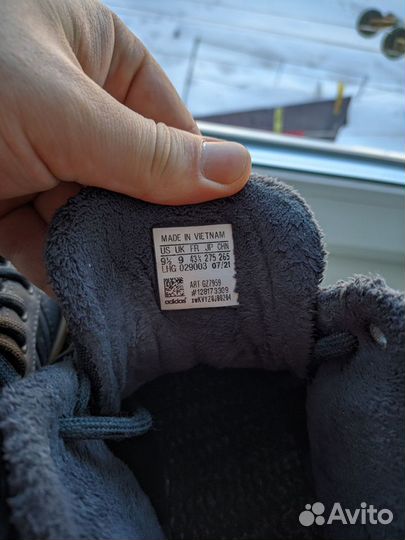 MADE IN VIETNAM
US UK FR JP CHN
9½ 9 43⅓ 275 265
LHG 029003 07/21
ART GZ7959
#128173309
adidas
Avito